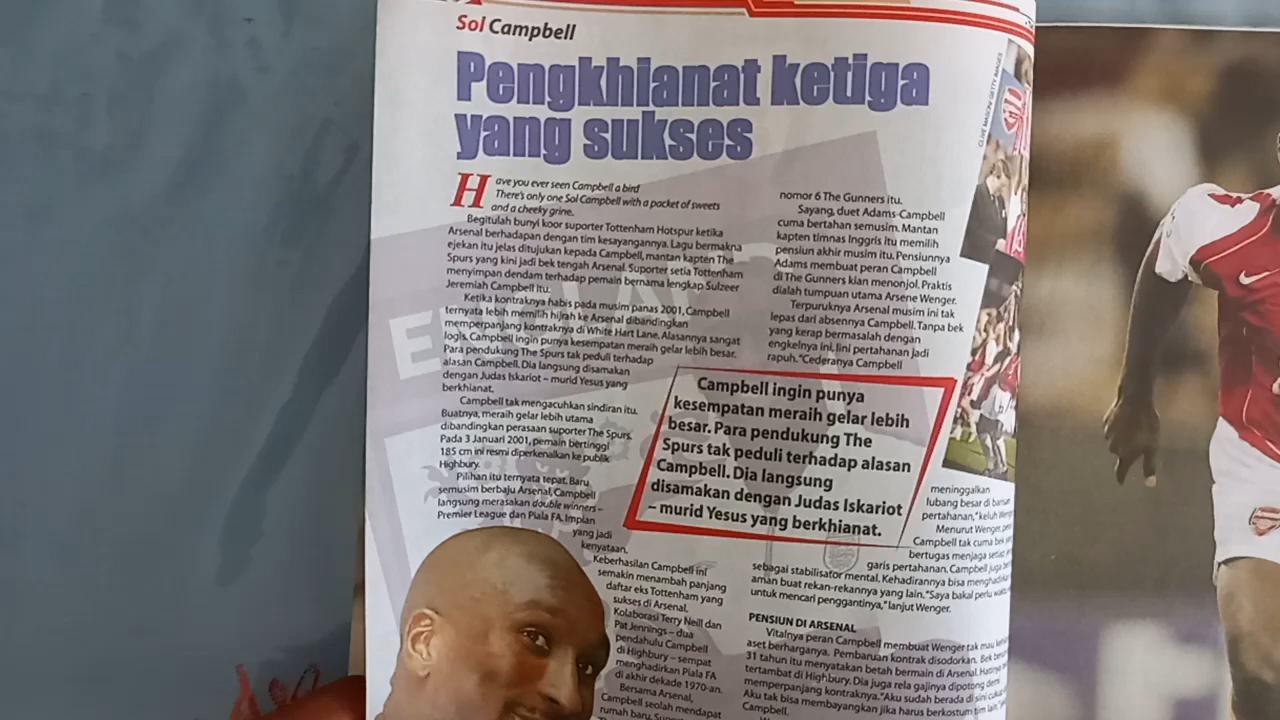 Sol Campbell
Pengkhianat ketiga
yang sukses
Have you ever seen Campbell a bird
There's only one Sol Campbell with a packet of sweets
and a cheeky grine.
Begitulah bunyi koor suporter Tottenham Hotspur ketika
Arsenal berhadapan dengan tim kesayangannya. Lagu bermakna
ejekan itu jelas ditujukan kepada Campbell, mantan kapten The
Spurs yang kini jadi bek tengah Arsenal. Suporter setia Tottenham
menyimpan dendam terhadap pemain bernama lengkap Sulzeer
Jeremiah Campbell itu.
Ketika kontraknya habis pada musim panas 2001, Campbell
ternyata lebih memilih hijrah ke Arsenal dibandingkan
memperpanjang kontraknya di White Hart Lane. Alasannya sangat
logis. Campbell ingin punya kesempatan meraih gelar lebih besar.
Para pendukung The Spurs tak peduli terhadap
alasan Campbell. Dia langsung disamakan
dengan Judas Iskariot – murid Yesus yang
berkhianat.
Campbell tak mengacuhkan sindiran itu.
Buatnya, meraih gelar lebih utama
dibandingkan perasaan suporter The Spurs.
Pada 3 Januari 2001, pemain bertinggi
185 cm ini resmi diperkenalkan ke publik
Highbury.
Pilihan itu ternyata tepat. Baru
semusim berbaju Arsenal, Campbell
langsung merasakan double winners –
Premier League dan Piala FA. Impian
yang jadi
kenyataan.
Keberhasilan Campbell ini
semakin menambah panjang
daftar eks Tottenham yang
sukses di Arsenal.
Kolaborasi Terry Neill dan
Pat Jennings – dua
pendahulu Campbell
di Highbury – sempat
menghadirkan Piala FA
di akhir dekade 1970-an.
Bersama Arsenal,
Campbell seolah mendapat
rumah baru.
nomor 6 The Gunners itu.
Sayang, duet Adams-Campbell
cuma bertahan semusim. Mantan
kapten timnas Inggris itu memilih
pensiun akhir musim itu. Pensiunnya
Adams membuat peran Campbell
di The Gunners kian menonjol. Praktis
dialah tumpuan utama Arsene Wenger.
Terpuruknya Arsenal musim ini tak
lepas dari absennya Campbell. Tanpa bek
yang kerap bermasalah dengan
engkelnya ini, lini pertahanan jadi
rapuh. "Cederanya Campbell
Campbell ingin punya
kesempatan meraih gelar lebih
besar. Para pendukung The
Spurs tak peduli terhadap alasan
Campbell. Dia langsung
disamakan dengan Judas Iskariot
– murid Yesus yang berkhianat.
meninggalkan
lubang besar di
pertahanan," keluh
Menurut Wenger,
Campbell tak cuma bek
bertugas menjaga
garis pertahanan. Campbell juga
sebagai stabilisator mental. Kehadirannya bisa
aman buat rekan-rekannya yang lain. "Saya bakal perlu
untuk mencari penggantinya," lanjut Wenger.
PENSIUN DI ARSENAL
Vitalnya peran Campbell membuat Wenger tak mau
aset berharganya. Pembaruan kontrak disodorkan. Bek
31 tahun itu menyatakan betah bermain di Arsenal.
tertambat di Highbury. Dia juga rela gajinya dipotong demi
memperpanjang kontraknya. "Aku sudah berada di sini
Aku tak bisa membayangkan jika harus berkostum tim lain,"
Campbell.
CLIVE MASON/GETTY IMAGES